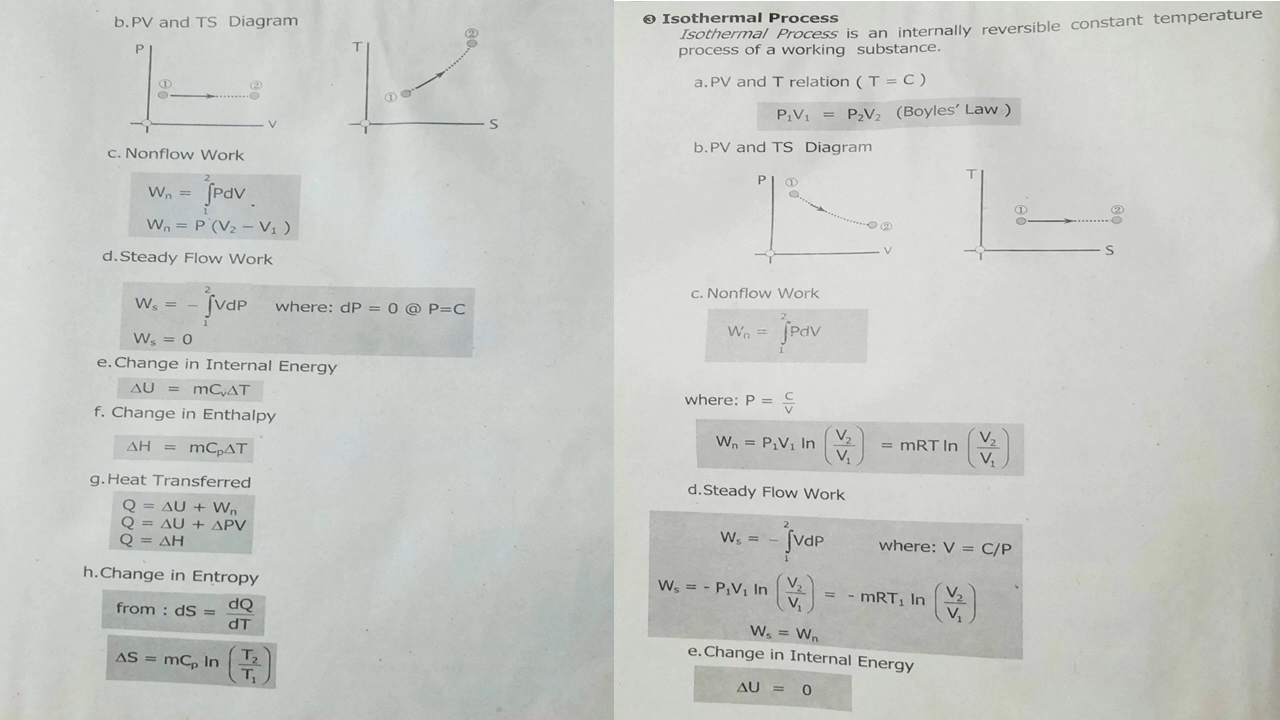 b.PV and TS Diagram
P
①
②
V
T
①
②
S
c. Nonflow Work
Wₙ = ∫₁²PdV .
Wₙ = P (V₂ − V₁ )
d.Steady Flow Work
Wₛ = − ∫₁²VdP where: dP = 0 @ P=C
Wₛ = 0
e.Change in Internal Energy
ΔU = mCᵥΔT
f. Change in Enthalpy
ΔH = mCₚΔT
g.Heat Transferred
Q = ΔU + Wₙ
Q = ΔU + ΔPV
Q = ΔH
h.Change in Entropy
from : dS = dQ/dT
ΔS = mCₚ ln (T₂/T₁)
❸ Isothermal Process
Isothermal Process is an internally reversible constant temperature
process of a working substance.
a.PV and T relation ( T = C )
P₁V₁ = P₂V₂ (Boyles' Law )
b.PV and TS Diagram
P
①
②
V
T
①
②
S
c. Nonflow Work
Wₙ = ∫₁²PdV
where: P = C/V
Wₙ = P₁V₁ ln (V₂/V₁) = mRT ln (V₂/V₁)
d.Steady Flow Work
Wₛ = − ∫₁²VdP where: V = C/P
Wₛ = - P₁V₁ ln (V₂/V₁) = - mRT₁ ln (V₂/V₁)
Wₛ = Wₙ
e.Change in Internal Energy
ΔU = 0